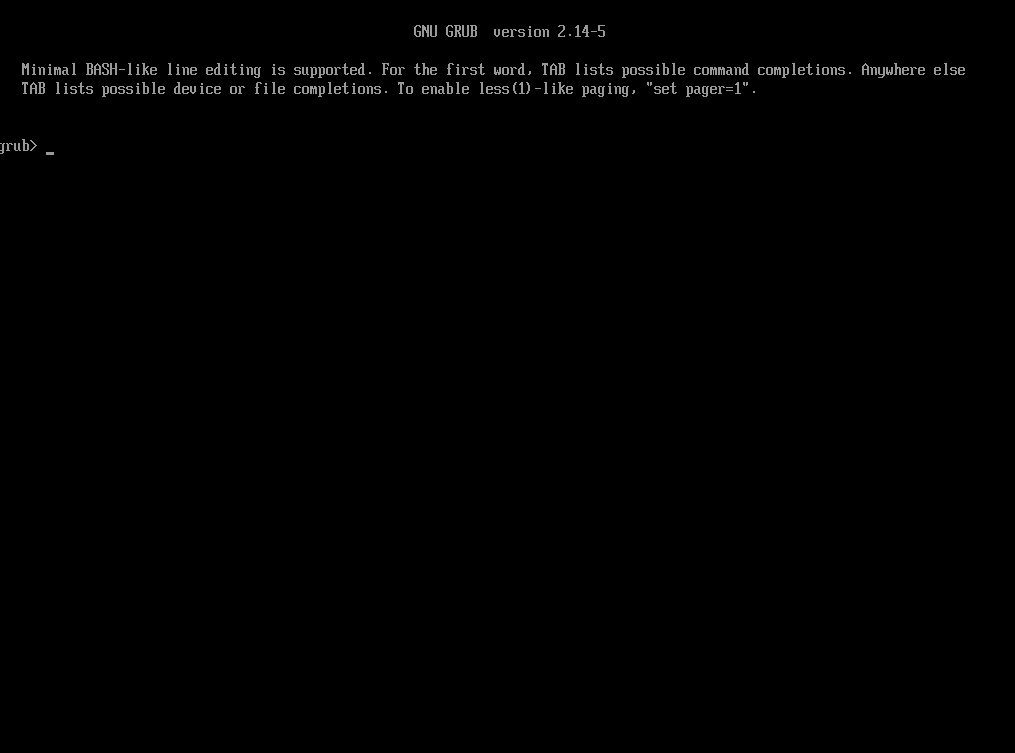 GNU GRUB  version 2.14-5
Minimal BASH-like line editing is supported. For the first word, TAB lists possible command completions. Anywhere else
TAB lists possible device or file completions. To enable less(1)-like paging, "set pager=1".
grub> _